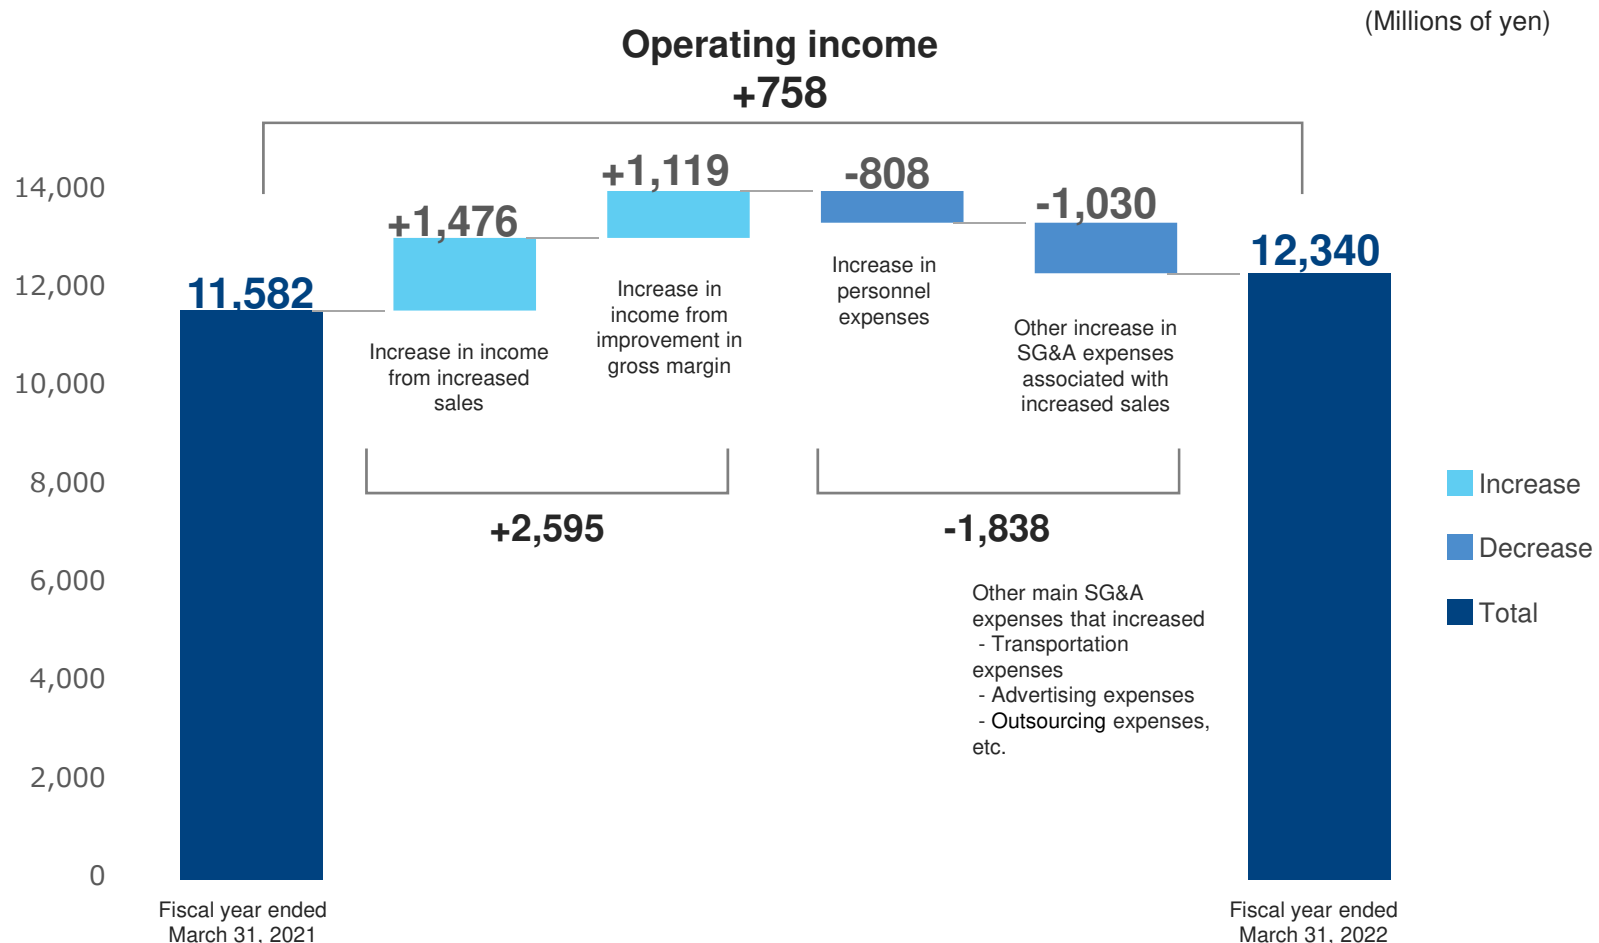 (Millions of yen)
Operating income
+758
14,000
12,000
10,000
8,000
6,000
4,000
2,000
0
11,582
+1,476
+1,119
-808
-1,030
12,340
Increase in income
from increased
sales
Increase in
income from
improvement in
gross margin
Increase in
personnel
expenses
Other increase in
SG&A expenses
associated with
increased sales
+2,595
-1,838
Other main SG&A
expenses that increased
- Transportation
expenses
- Advertising expenses
- Outsourcing expenses,
etc.
Increase
Decrease
Total
Fiscal year ended
March 31, 2021
Fiscal year ended
March 31, 2022